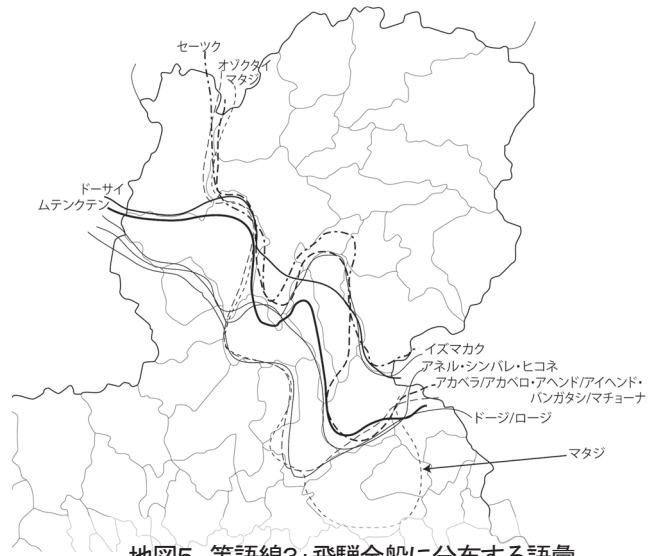 セーツク
オゾクタイ
マタジ
ドーサイ
ムテンクテン
イズマカク
アネル・シンバレ・ヒコネ
アカベラ/アカベロ・アヘンド/アイヘンド・
バンガタシ/マチョーナ
ドージ/ロージ
マタジ
地図5 等語線3:飛騨全般に分布する語彙